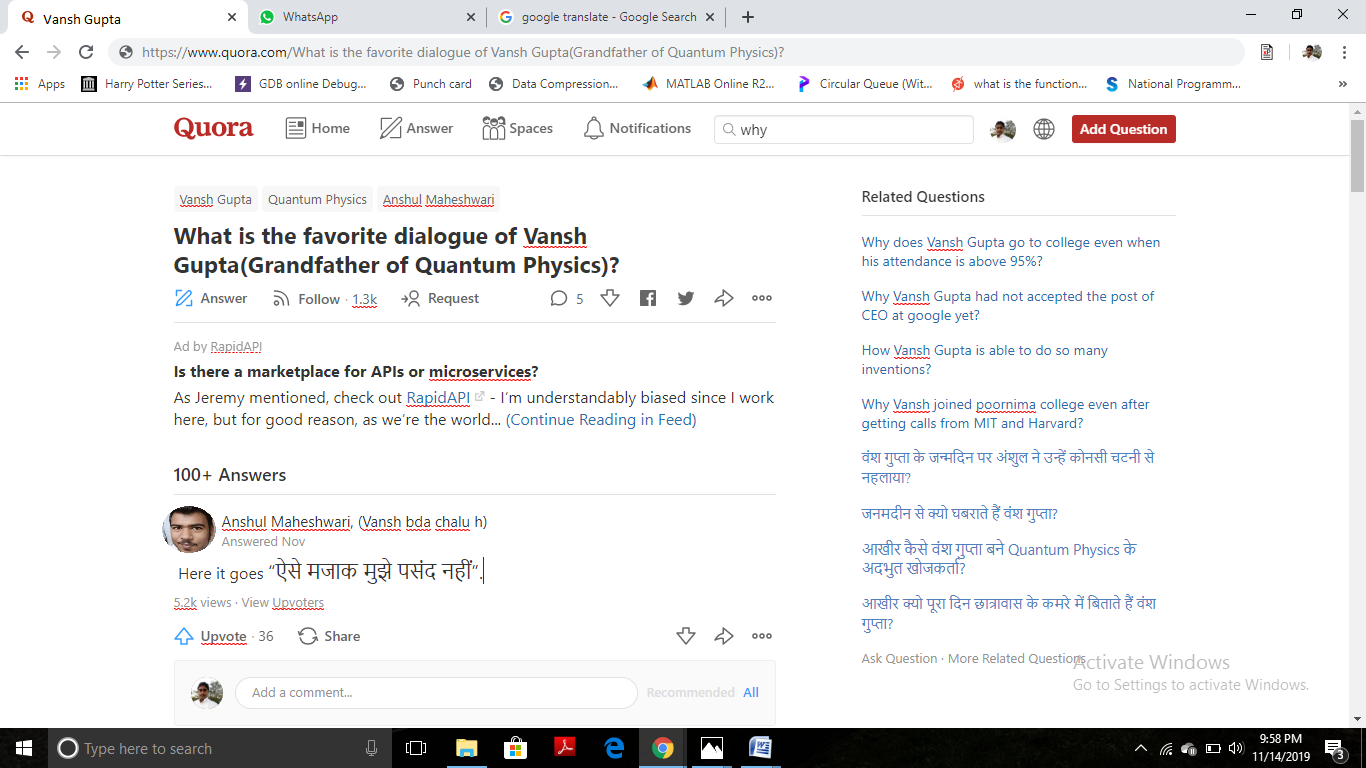 Vansh Gupta
WhatsApp
google translate - Google Search
https://www.quora.com/What is the favorite dialogue of Vansh Gupta(Grandfather of Quantum Physics)?
Apps
Harry Potter Series...
GDB online Debug...
Punch card
Data Compression...
MATLAB Online R2...
Circular Queue (Wit...
what is the function...
National Programm...
»
Quora
Home
Answer
Spaces
Notifications
why
Add Question
Vansh Gupta
Quantum Physics
Anshul Maheshwari
What is the favorite dialogue of Vansh
Gupta(Grandfather of Quantum Physics)?
Answer
Follow · 1.3k
Request
5
Ad by RapidAPI
Is there a marketplace for APIs or microservices?
As Jeremy mentioned, check out RapidAPI - I’m understandably biased since I work
here, but for good reason, as we’re the world... (Continue Reading in Feed)
100+ Answers
Anshul Maheshwari, (Vansh bda chalu h)
Answered Nov
Here it goes “ऐसे मजाक मुझे पसंद नहीं”.
5.2k views · View Upvoters
Upvote · 36
Share
Add a comment...
Recommended
All
Related Questions
Why does Vansh Gupta go to college even when
his attendance is above 95%?
Why Vansh Gupta had not accepted the post of
CEO at google yet?
How Vansh Gupta is able to do so many
inventions?
Why Vansh joined poornima college even after
getting calls from MIT and Harvard?
वंश गुप्ता के जन्मदिन पर अंशुल ने उन्हें कोनसी चटनी से
नहलाया?
जनमदीन से क्यो घबराते हैं वंश गुप्ता?
आखीर कैसे वंश गुप्ता बने Quantum Physics के
अदभुत खोजकर्ता?
आखीर क्यो पूरा दिन छात्रावास के कमरे में बिताते हैं वंश
गुप्ता?
Ask Question · More Related Questions
Activate Windows
Go to Settings to activate Windows.
Type here to search
9:58 PM
11/14/2019
3